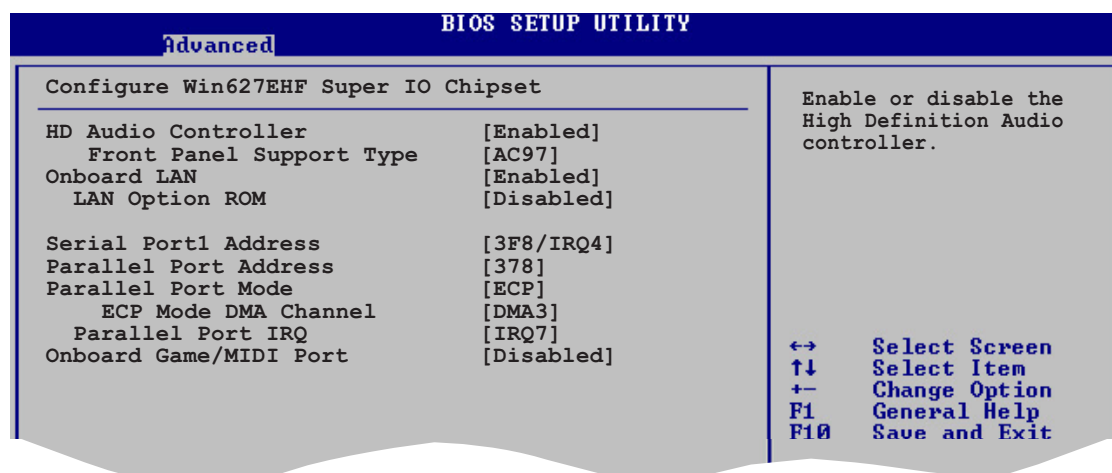 BIOS SETUP UTILITY
Advanced
Configure Win627EHF Super IO Chipset
HD Audio Controller [Enabled]
Front Panel Support Type [AC97]
Onboard LAN [Enabled]
LAN Option ROM [Disabled]
Serial Port1 Address [3F8/IRQ4]
Parallel Port Address [378]
Parallel Port Mode [ECP]
ECP Mode DMA Channel [DMA3]
Parallel Port IRQ [IRQ7]
Onboard Game/MIDI Port [Disabled]
Enable or disable the
High Definition Audio
controller.
←→ Select Screen
↑↓ Select Item
+- Change Option
F1 General Help
F10 Save and Exit